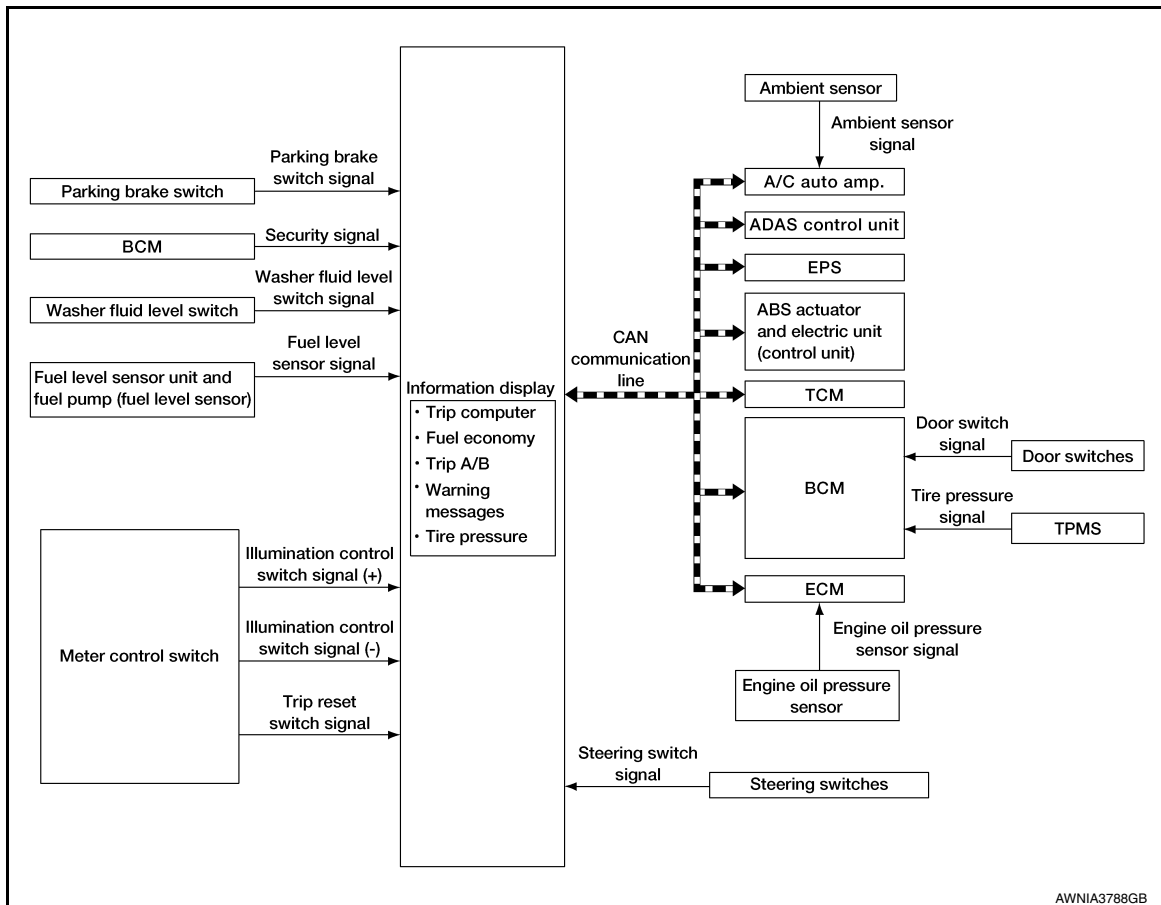 Parking brake
switch signal
Parking brake switch
Security signal
BCM
Washer fluid level
switch signal
Washer fluid level switch
Fuel level
sensor signal
Fuel level sensor unit and
fuel pump (fuel level sensor)
Meter control switch
Illumination control
switch signal (+)
Illumination control
switch signal (-)
Trip reset
switch signal
Information display
· Trip computer
· Fuel economy
· Trip A/B
· Warning
messages
· Tire pressure
CAN
communication
line
Ambient sensor
Ambient sensor
signal
A/C auto amp.
ADAS control unit
EPS
ABS actuator
and electric unit
(control unit)
TCM
BCM
Door switch
signal
Door switches
Tire pressure
signal
TPMS
ECM
Engine oil pressure
sensor signal
Engine oil pressure
sensor
Steering switch
signal
Steering switches
AWNIA3788GB